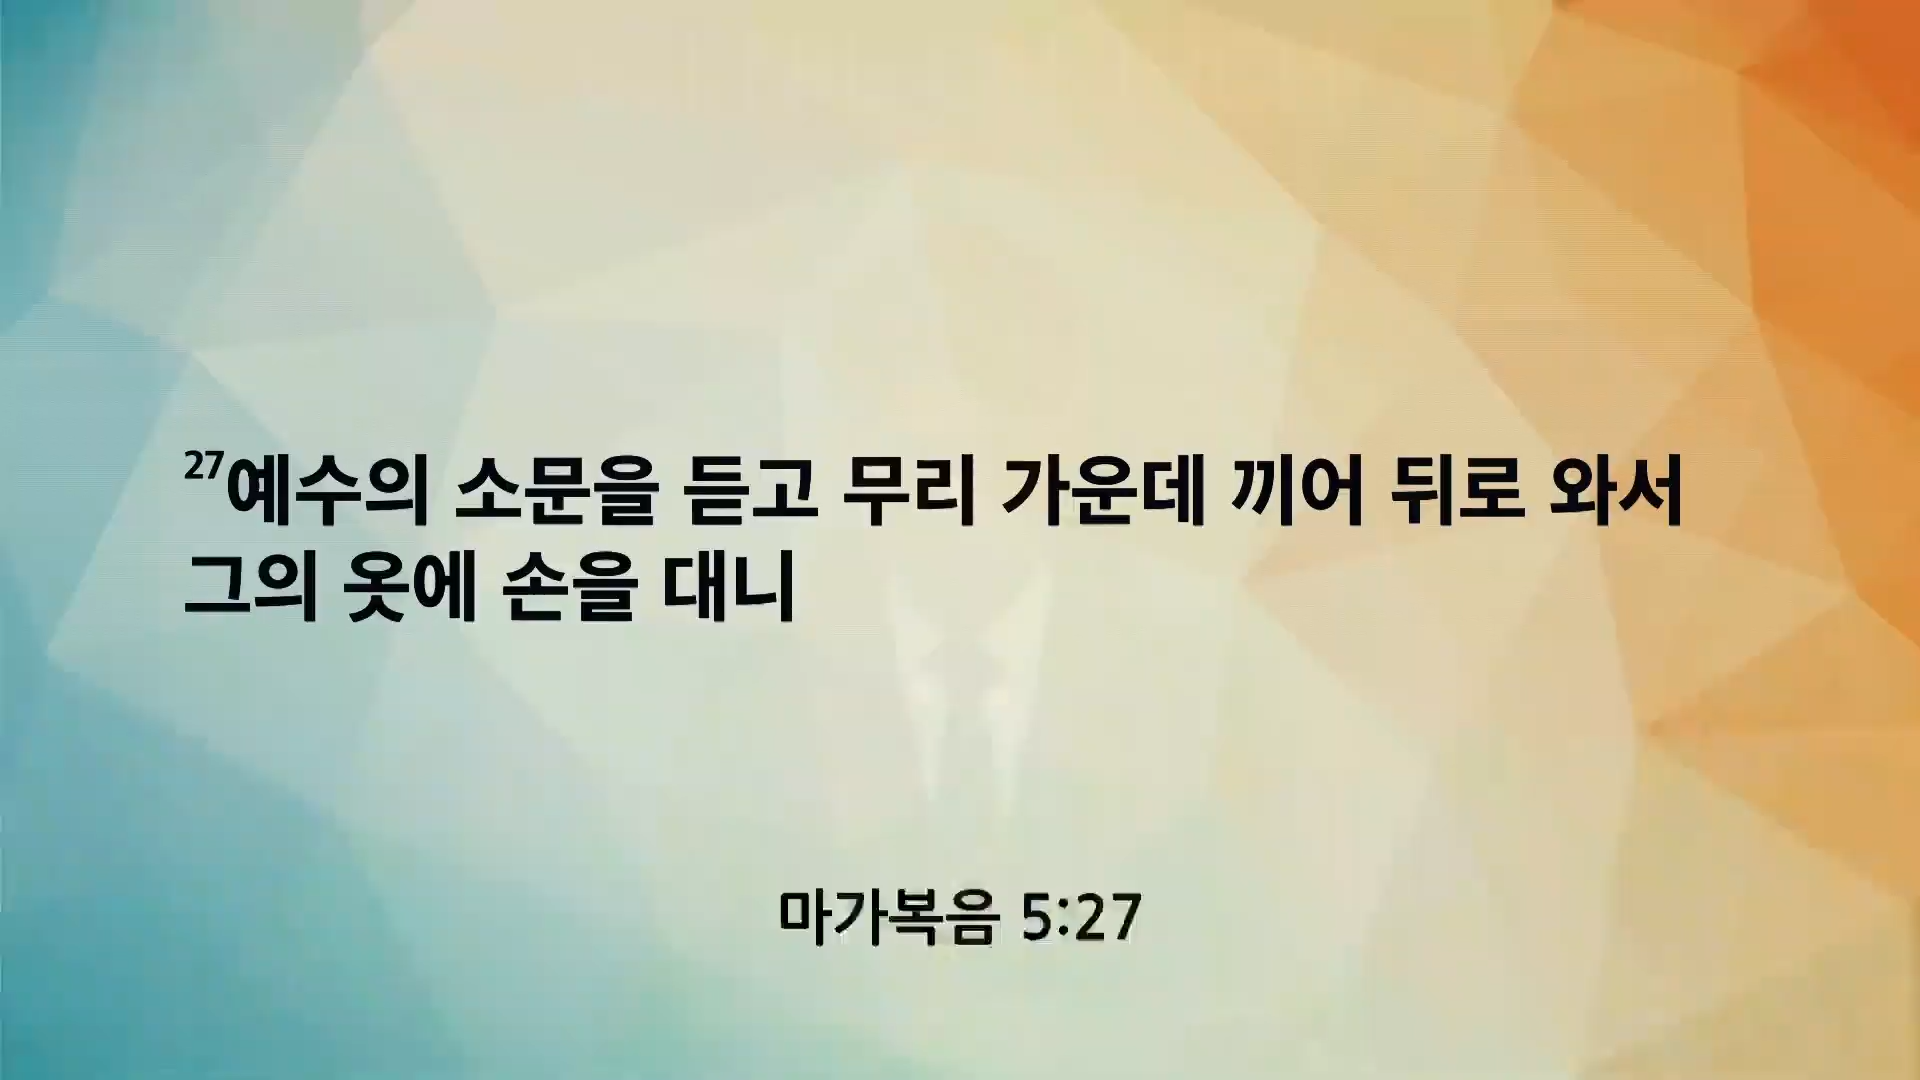 27예수의 소문을 듣고 무리 가운데 끼어 뒤로 와서
그의 옷에 손을 대니
마가복음 5:27